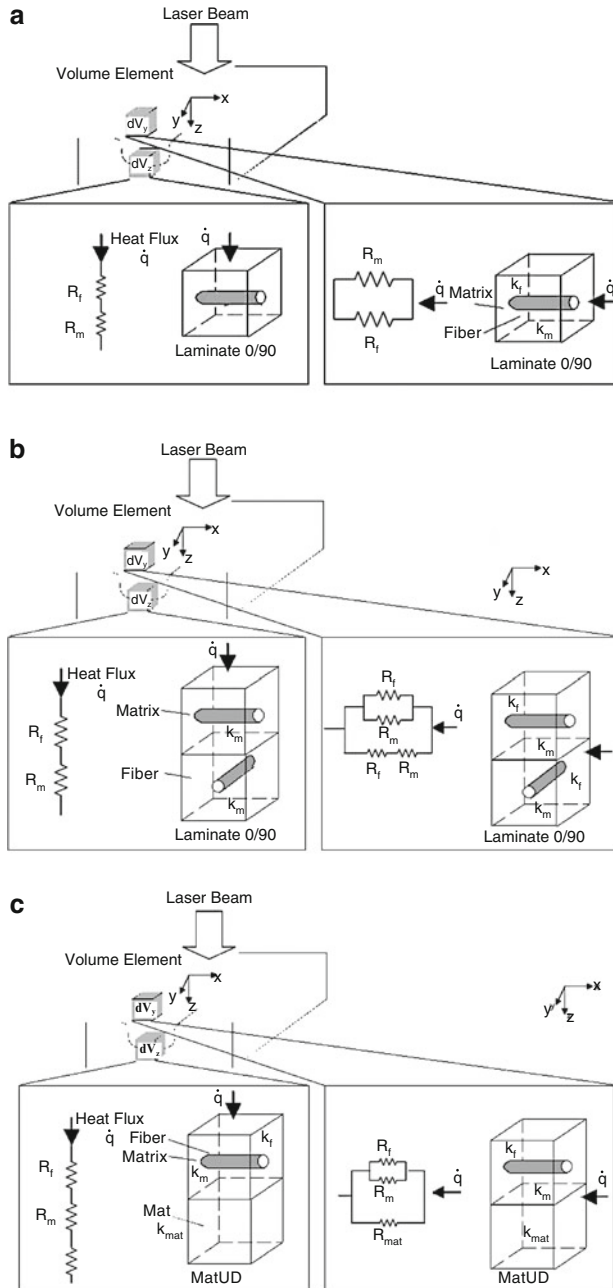 a
Laser Beam
Volume Element
x
y
z
dVy
dVz
Heat Flux
q̇
q̇
Rf
Rm
Laminate 0/90
Rm
Rf
q̇
kf
q̇
Matrix
Fiber
km
Laminate 0/90
b
Laser Beam
Volume Element
x
y
z
dVy
dVz
x
y
z
q̇
Heat Flux
q̇
Matrix
km
Rf
Rm
Fiber
km
Laminate 0/90
Rf
Rm
q̇
Rf
Rm
kf
km
kf
km
Laminate 0/90
c
Laser Beam
Volume Element
x
y
z
dVy
dVz
x
y
z
q̇
Heat Flux
q̇
Fiber
kf
Matrix
km
Rf
Rm
Mat
kmat
MatUD
Rf
Rm
q̇
Rmat
kf
km
q̇
kmat
MatUD